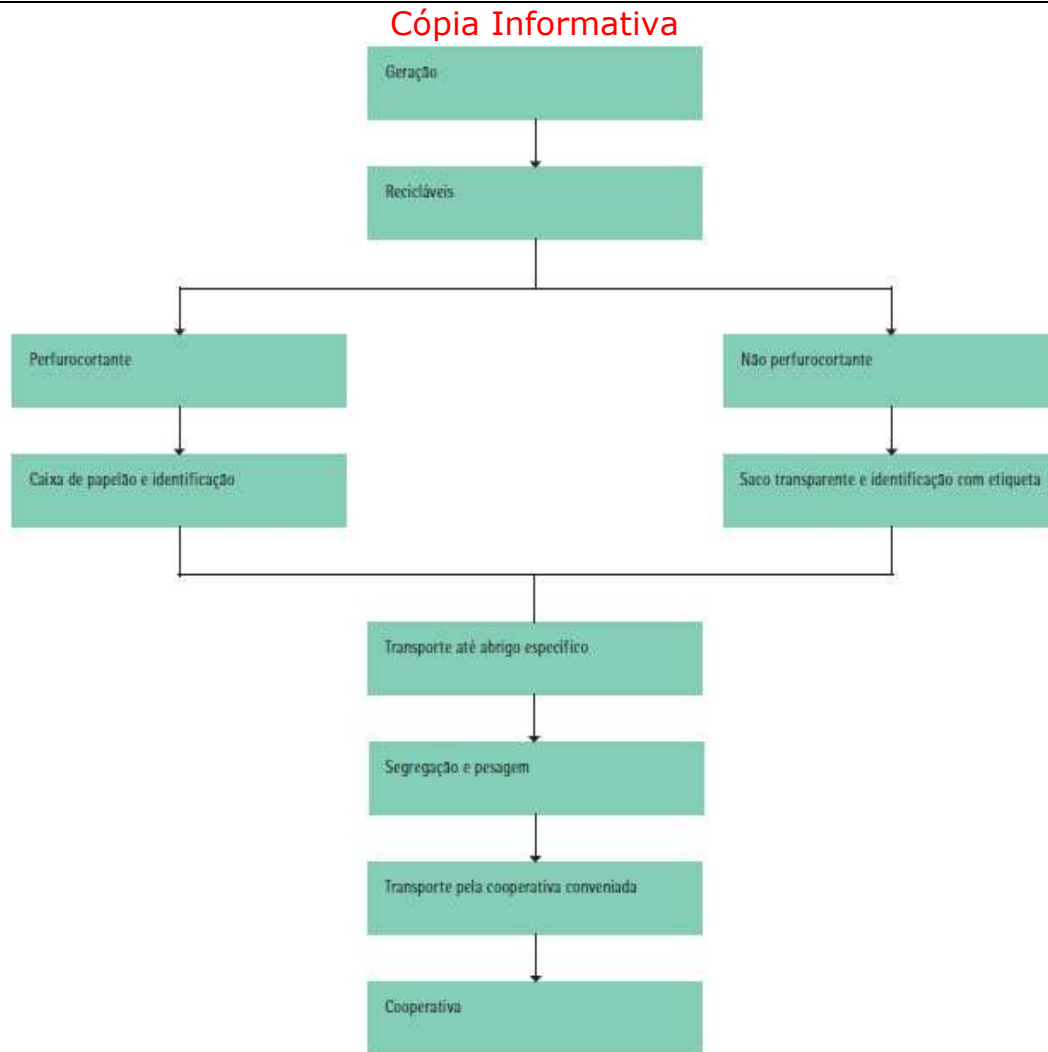 Cópia Informativa
Geração
Recicláveis
Perfurocortante
Não perfurocortante
Caixa de papelão e identificação
Saco transparente e identificação com etiqueta
Transporte até abrigo específico
Segregação e pesagem
Transporte pela cooperativa conveniada
Cooperativa